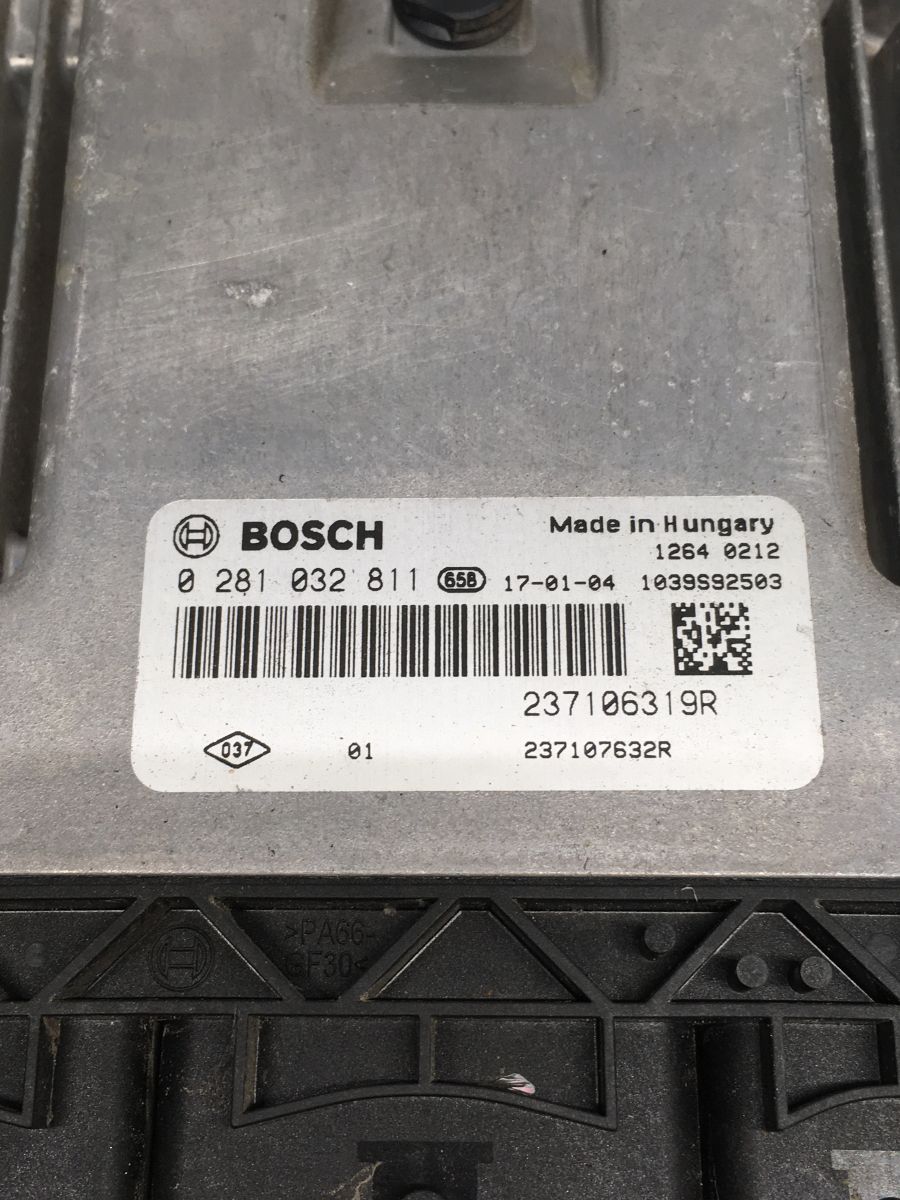 BOSCH
Made in Hungary
1264 0212
0 281 032 811 65B 17-01-04 1039S92503
237106319R
037 01 237107632R
>PA66-
GF30<